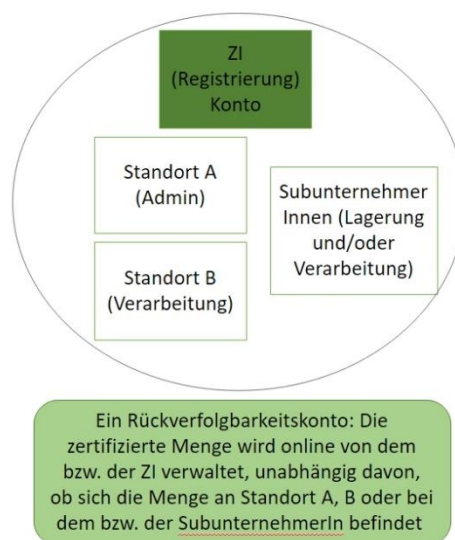 ZI
(Registrierung)
Konto
Standort A
(Admin)
Subunternehmer
Innen (Lagerung
und/oder
Verarbeitung)
Standort B
(Verarbeitung)
Ein Rückverfolgbarkeitskonto: Die
zertifizierte Menge wird online von dem
bzw. der ZI verwaltet, unabhängig davon,
ob sich die Menge an Standort A, B oder bei
dem bzw. der SubunternehmerIn befindet